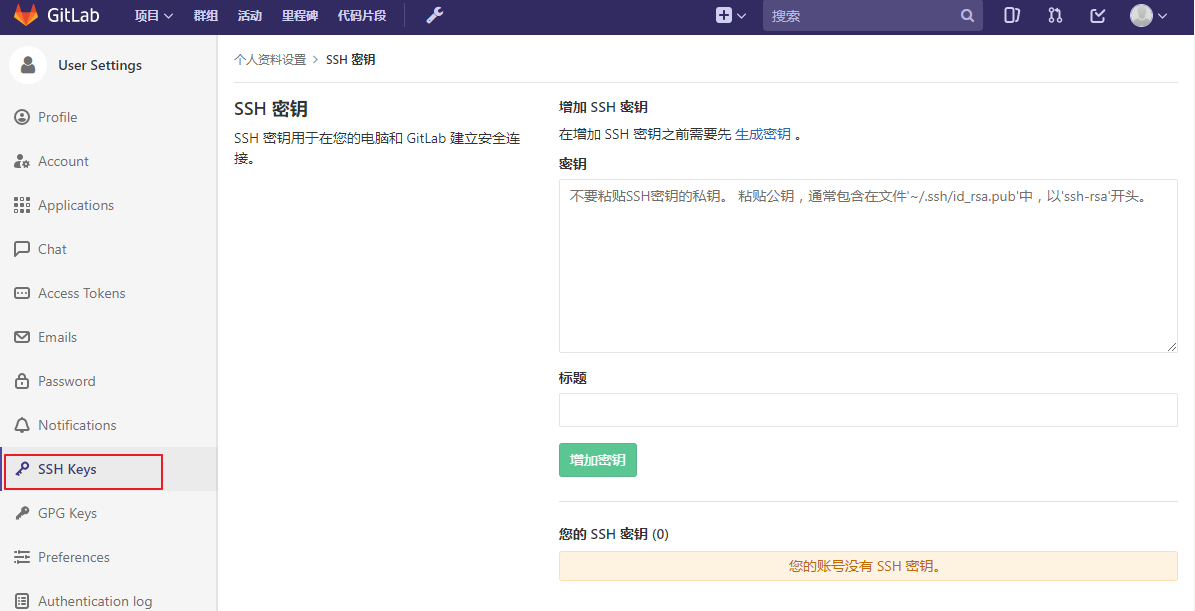 GitLab 项目 群组 活动 里程碑 代码片段 搜索
User Settings
Profile
Account
Applications
Chat
Access Tokens
Emails
Password
Notifications
SSH Keys
GPG Keys
Preferences
Authentication log
个人资料设置 > SSH 密钥
SSH 密钥
SSH 密钥用于在您的电脑和 GitLab 建立安全连
接。
增加 SSH 密钥
在增加 SSH 密钥之前需要先 生成密钥 。
密钥
不要粘贴SSH密钥的私钥。 粘贴公钥，通常包含在文件'~/.ssh/id_rsa.pub'中，以'ssh-rsa'开头。
标题
增加密钥
您的 SSH 密钥 (0)
您的账号没有 SSH 密钥。